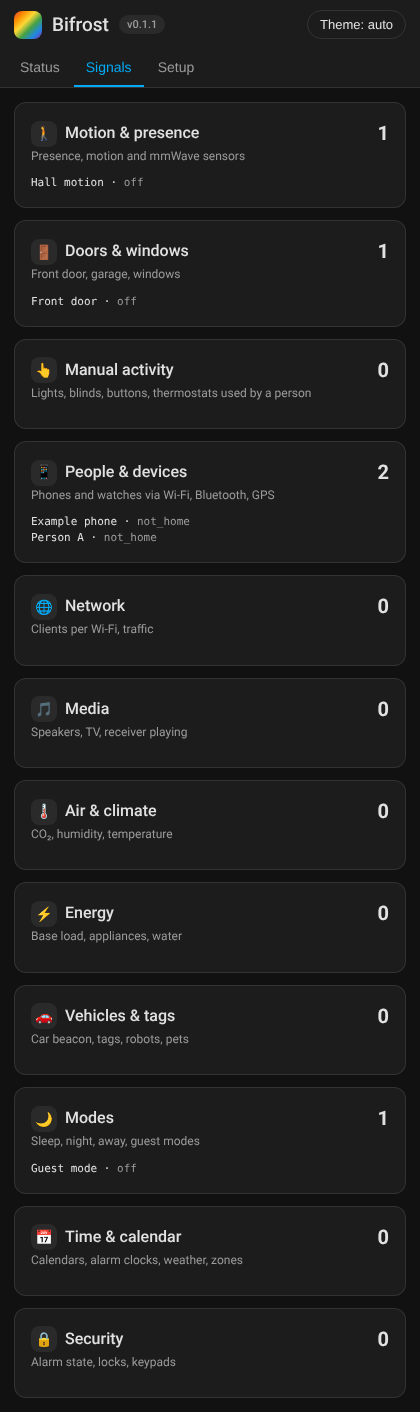 Bifrost v0.1.1 Theme: auto
Status Signals Setup
Motion & presence 1
Presence, motion and mmWave sensors
Hall motion · off
Doors & windows 1
Front door, garage, windows
Front door · off
Manual activity 0
Lights, blinds, buttons, thermostats used by a person
People & devices 2
Phones and watches via Wi-Fi, Bluetooth, GPS
Example phone · not_home
Person A · not_home
Network 0
Clients per Wi-Fi, traffic
Media 0
Speakers, TV, receiver playing
Air & climate 0
CO₂, humidity, temperature
Energy 0
Base load, appliances, water
Vehicles & tags 0
Car beacon, tags, robots, pets
Modes 1
Sleep, night, away, guest modes
Guest mode · off
Time & calendar 0
Calendars, alarm clocks, weather, zones
Security 0
Alarm state, locks, keypads